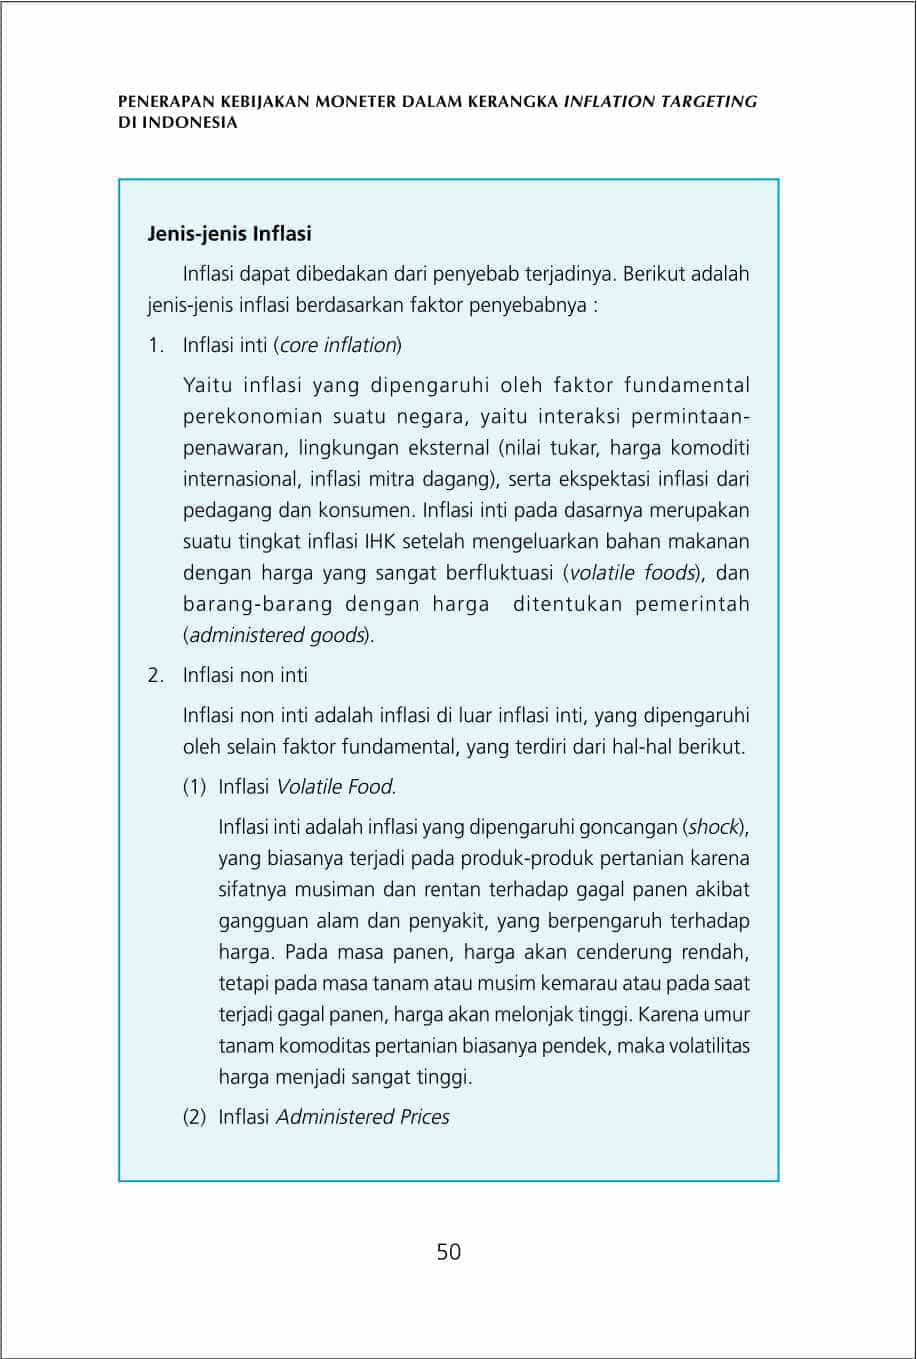 PENERAPAN KEBIJAKAN MONETER DALAM KERANGKA INFLATION TARGETING
DI INDONESIA
Jenis-jenis Inflasi
Inflasi dapat dibedakan dari penyebab terjadinya. Berikut adalah
jenis-jenis inflasi berdasarkan faktor penyebabnya :
1. Inflasi inti (core inflation)
Yaitu inflasi yang dipengaruhi oleh faktor fundamental
perekonomian suatu negara, yaitu interaksi permintaan-
penawaran, lingkungan eksternal (nilai tukar, harga komoditi
internasional, inflasi mitra dagang), serta ekspektasi inflasi dari
pedagang dan konsumen. Inflasi inti pada dasarnya merupakan
suatu tingkat inflasi IHK setelah mengeluarkan bahan makanan
dengan harga yang sangat berfluktuasi (volatile foods), dan
barang-barang dengan harga ditentukan pemerintah
(administered goods).
2. Inflasi non inti
Inflasi non inti adalah inflasi di luar inflasi inti, yang dipengaruhi
oleh selain faktor fundamental, yang terdiri dari hal-hal berikut.
(1) Inflasi Volatile Food.
Inflasi inti adalah inflasi yang dipengaruhi goncangan (shock),
yang biasanya terjadi pada produk-produk pertanian karena
sifatnya musiman dan rentan terhadap gagal panen akibat
gangguan alam dan penyakit, yang berpengaruh terhadap
harga. Pada masa panen, harga akan cenderung rendah,
tetapi pada masa tanam atau musim kemarau atau pada saat
terjadi gagal panen, harga akan melonjak tinggi. Karena umur
tanam komoditas pertanian biasanya pendek, maka volatilitas
harga menjadi sangat tinggi.
(2) Inflasi Administered Prices
50